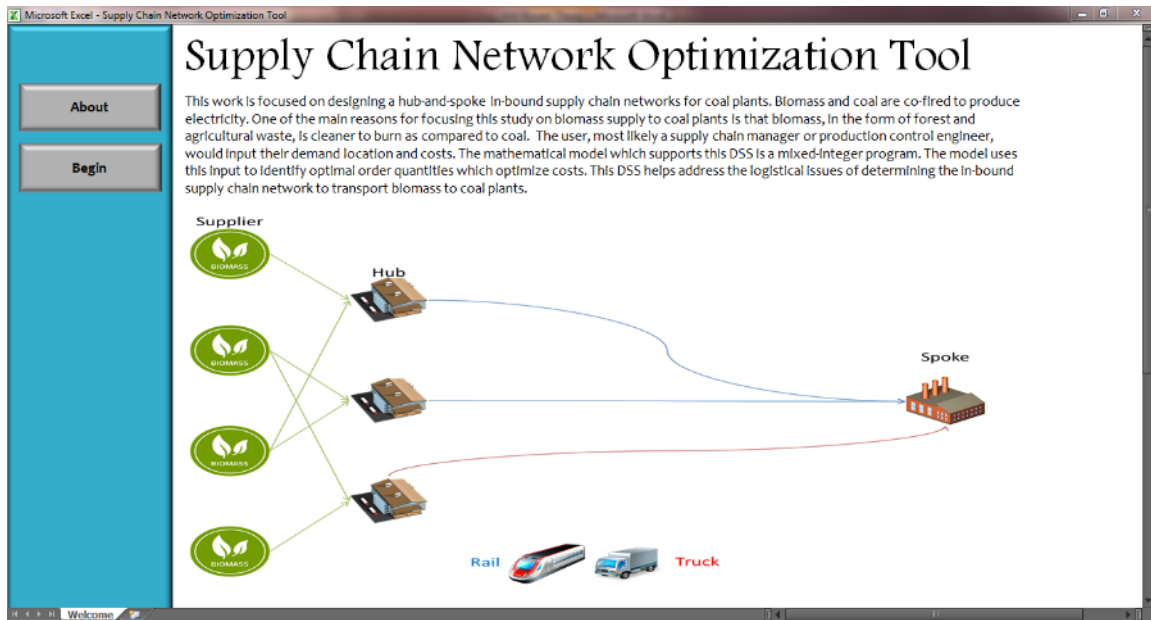 Microsoft Excel - Supply Chain Network Optimization Tool
About
Begin
Supply Chain Network Optimization Tool
This work is focused on designing a hub-and-spoke in-bound supply chain networks for coal plants. Biomass and coal are co-fired to produce
electricity. One of the main reasons for focusing this study on biomass supply to coal plants is that biomass, in the form of forest and
agricultural waste, is cleaner to burn as compared to coal. The user, most likely a supply chain manager or production control engineer,
would input their demand location and costs. The mathematical model which supports this DSS is a mixed-integer program. The model uses
this input to identify optimal order quantities which optimize costs. This DSS helps address the logistical issues of determining the in-bound
supply chain network to transport biomass to coal plants.
Supplier
BIOMASS
Hub
BIOMASS
Spoke
BIOMASS
BIOMASS
Rail
Truck
Welcome